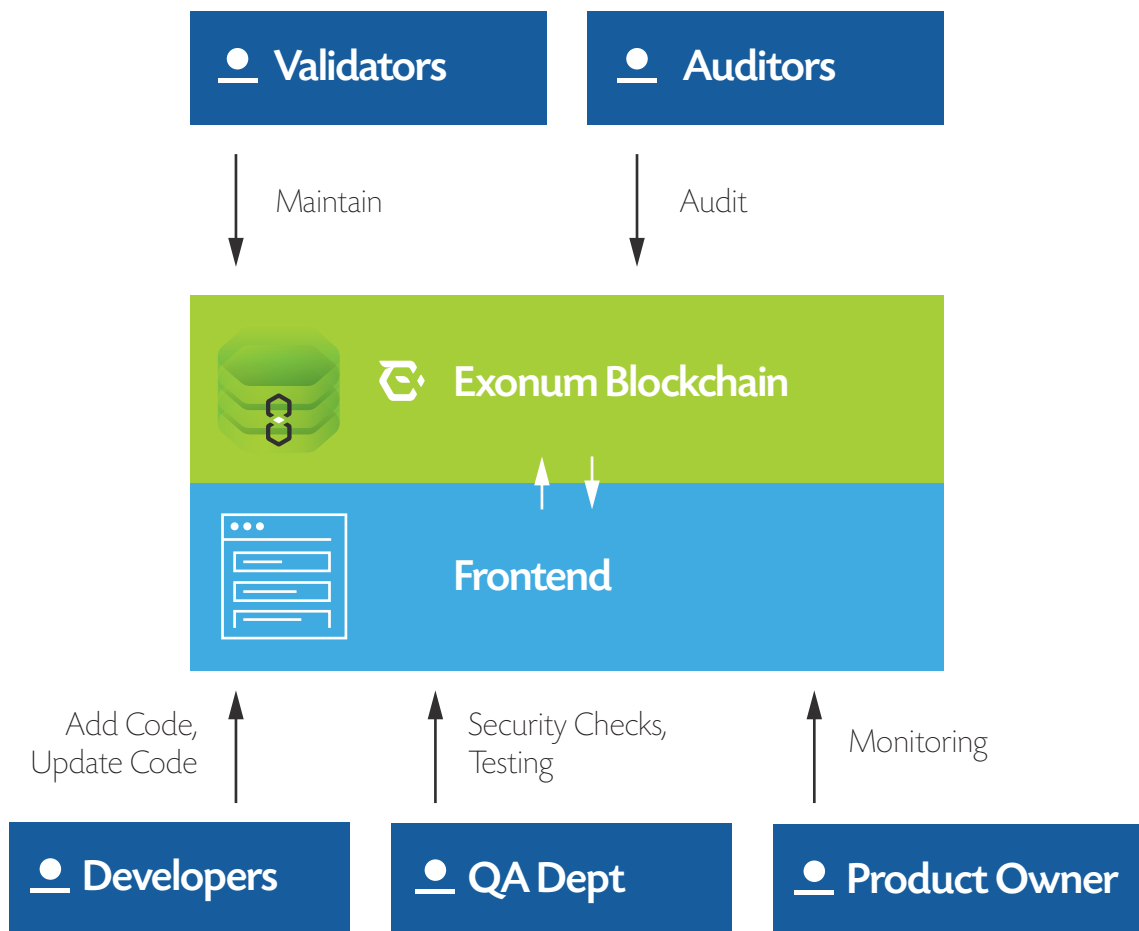 Validators
Auditors
Maintain
Audit
Exonum Blockchain
Frontend
Add Code,
Update Code
Security Checks,
Testing
Monitoring
Developers
QA Dept
Product Owner